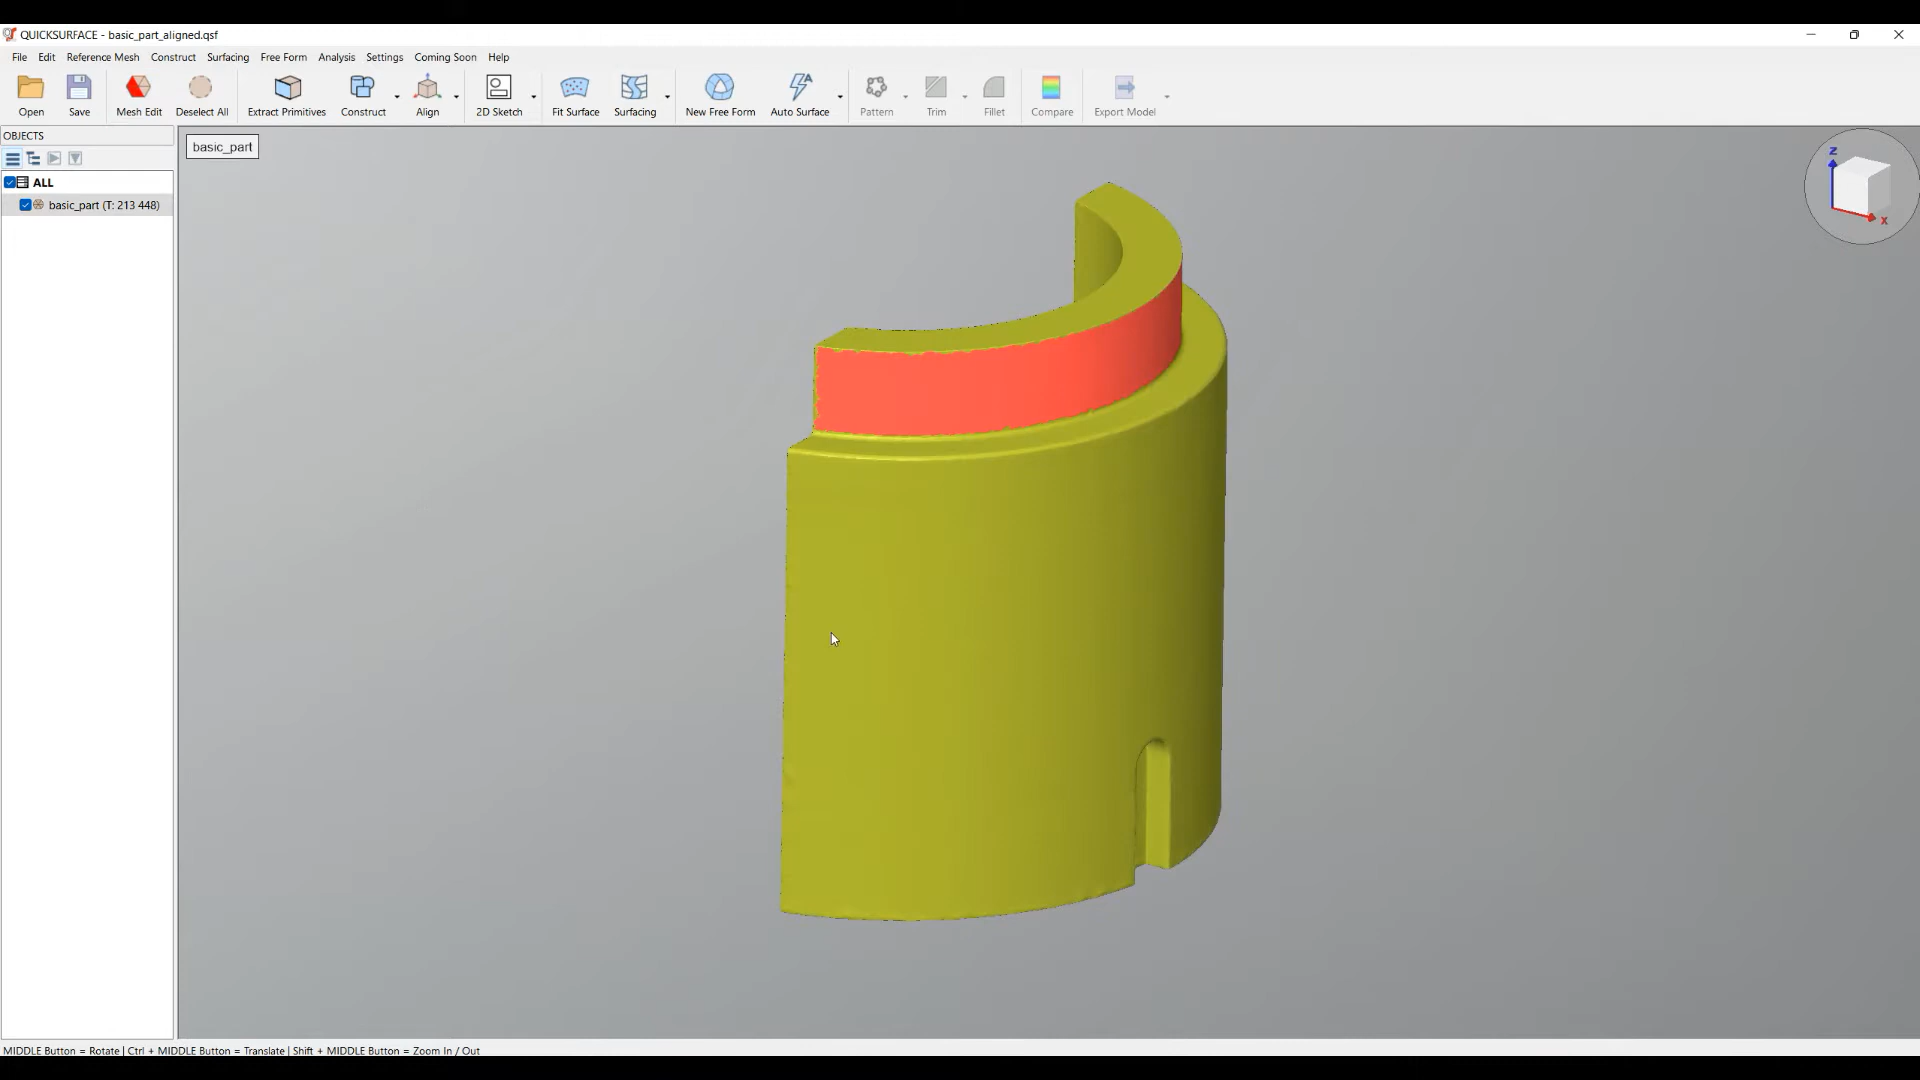 QUICKSURFACE - basic_part_aligned.qsf
File Edit Reference Mesh Construct Surfacing Free Form Analysis Settings Coming Soon Help
Open Save Mesh Edit Deselect All Extract Primitives Construct Align 2D Sketch Fit Surface Surfacing New Free Form Auto Surface Pattern Trim Fillet Compare Export Model
OBJECTS
basic_part
ALL
basic_part (T: 213 448)
Z
X
MIDDLE Button = Rotate | Ctrl + MIDDLE Button = Translate | Shift + MIDDLE Button = Zoom In / Out